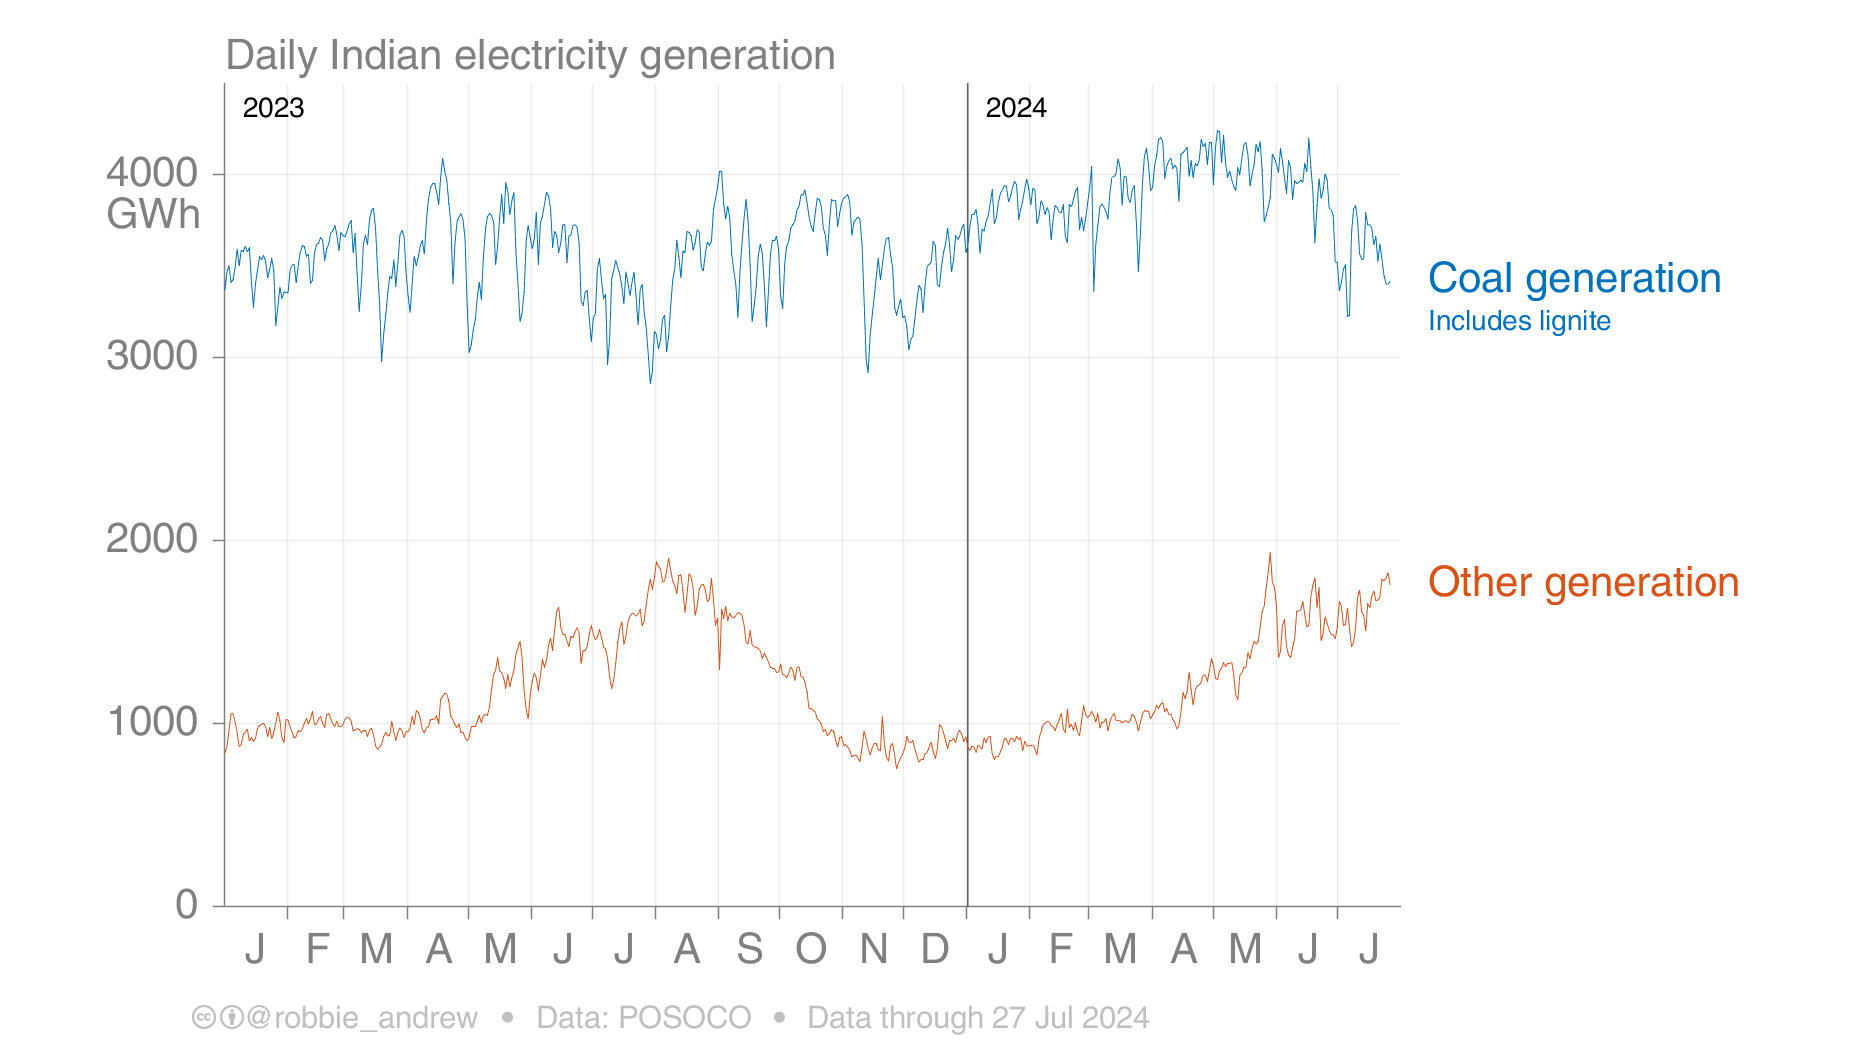 Daily Indian electricity generation
2023
2024
4000
GWh
3000
2000
1000
0
Coal generation
Includes lignite
Other generation
J F M A M J J A S O N D J F M A M J J
@robbie_andrew • Data: POSOCO • Data through 27 Jul 2024